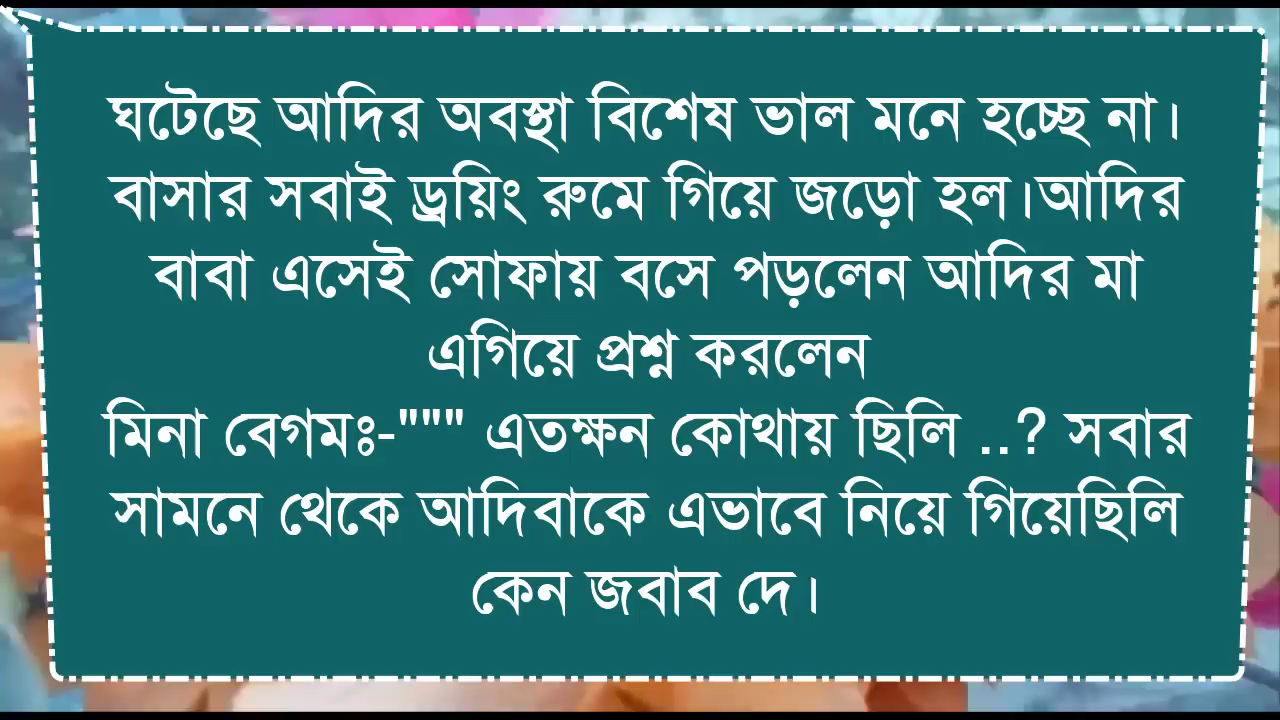 ঘটেছে আদির অবস্থা বিশেষ ভাল মনে হচ্ছে না।
বাসার সবাই ড্রয়িং রুমে গিয়ে জড়ো হল।আদির
বাবা এসেই সোফায় বসে পড়লেন আদির মা
এগিয়ে প্রশ্ন করলেন
মিনা বেগমঃ-""" এতক্ষন কোথায় ছিলি ..? সবার
সামনে থেকে আদিবাকে এভাবে নিয়ে গিয়েছিলি
কেন জবাব দে।